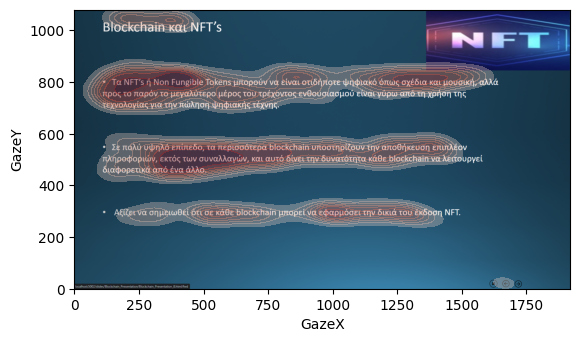 Blockchain και NFT's
NFT
• Τα NFT's ή Non Fungible Tokens μπορούν να είναι οτιδήποτε ψηφιακό όπως σχέδια και μουσική, αλλά
προς το παρόν το μεγαλύτερο μέρος του τρέχοντος ενθουσιασμού είναι γύρω από τη χρήση της
τεχνολογίας για την πώληση ψηφιακής τέχνης.
• Σε πολύ υψηλό επίπεδο, τα περισσότερα blockchain υποστηρίζουν την αποθήκευση επιπλέον
πληροφοριών, εκτός των συναλλαγών, και αυτό δίνει την δυνατότητα κάθε blockchain να λειτουργεί
διαφορετικά από ένα άλλο.
• Αξίζει να σημειωθεί ότι σε κάθε blockchain μπορεί να εφαρμόσει την δικιά του έκδοση NFT.
GazeY
1000
800
600
400
200
0
0 250 500 750 1000 1250 1500 1750
GazeX